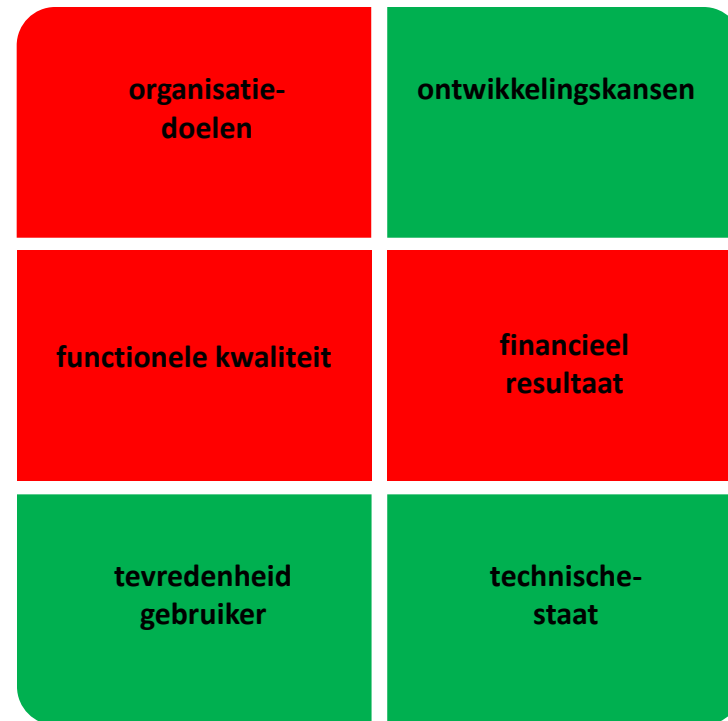 organisatie-
doelen
ontwikkelingskansen
functionele kwaliteit
financieel
resultaat
tevredenheid
gebruiker
technische-
staat